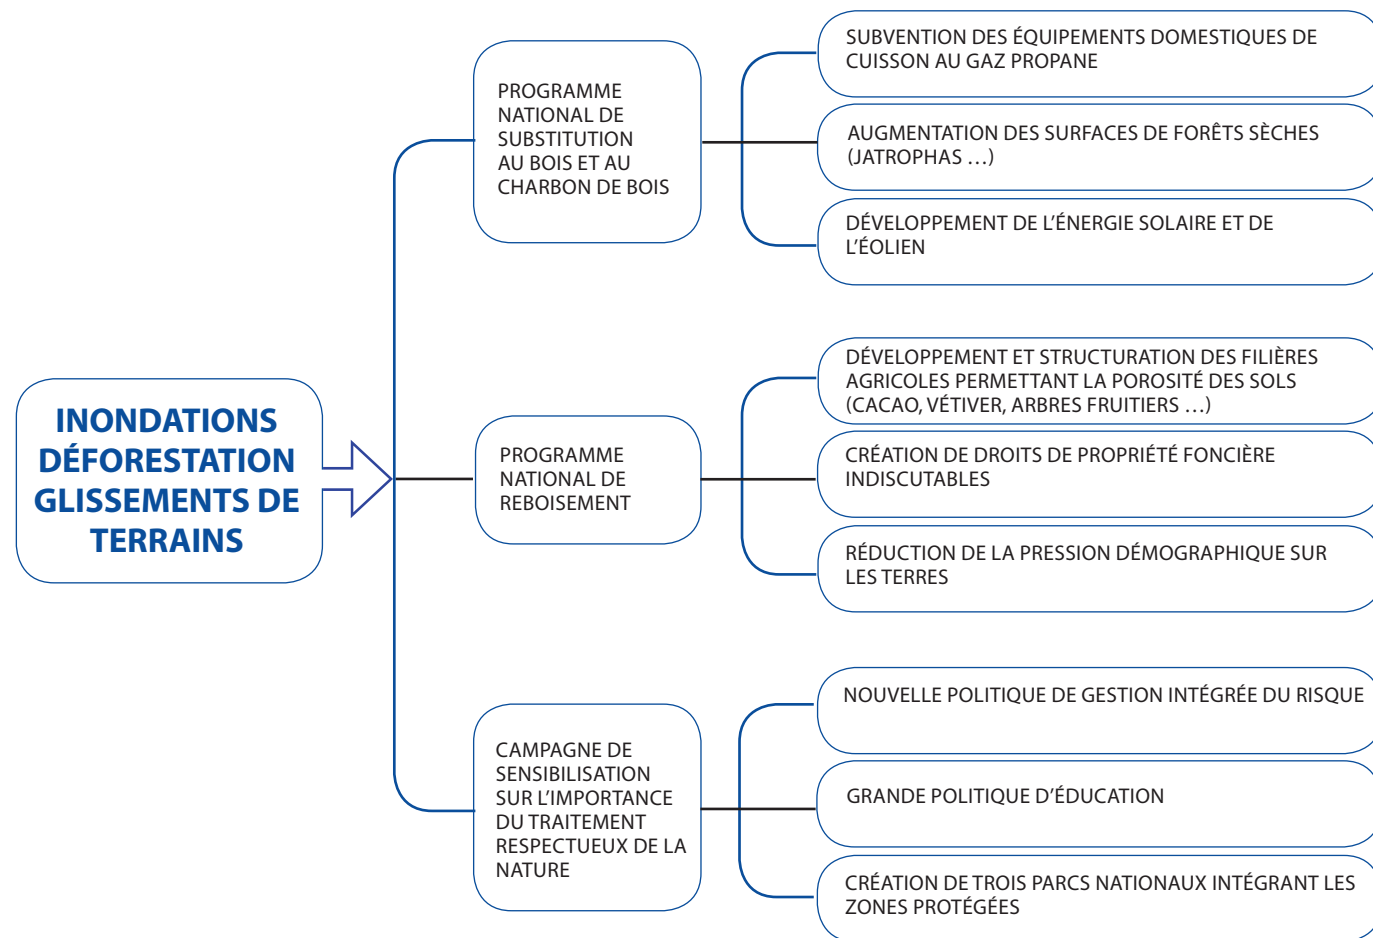 INONDATIONS
DÉFORESTATION
GLISSEMENTS DE
TERRAINS
PROGRAMME
NATIONAL DE
SUBSTITUTION
AU BOIS ET AU
CHARBON DE BOIS
SUBVENTION DES ÉQUIPEMENTS DOMESTIQUES DE
CUISSON AU GAZ PROPANE
AUGMENTATION DES SURFACES DE FORÊTS SÈCHES
(JATROPHAS …)
DÉVELOPPEMENT DE L’ÉNERGIE SOLAIRE ET DE
L’ÉOLIEN
PROGRAMME
NATIONAL DE
REBOISEMENT
DÉVELOPPEMENT ET STRUCTURATION DES FILIÈRES
AGRICOLES PERMETTANT LA POROSITÉ DES SOLS
(CACAO, VÉTIVER, ARBRES FRUITIERS …)
CRÉATION DE DROITS DE PROPRIÉTÉ FONCIÈRE
INDISCUTABLES
RÉDUCTION DE LA PRESSION DÉMOGRAPHIQUE SUR
LES TERRES
CAMPAGNE DE
SENSIBILISATION
SUR L’IMPORTANCE
DU TRAITEMENT
RESPECTUEUX DE LA
NATURE
NOUVELLE POLITIQUE DE GESTION INTÉGRÉE DU RISQUE
GRANDE POLITIQUE D’ÉDUCATION
CRÉATION DE TROIS PARCS NATIONAUX INTÉGRANT LES
ZONES PROTÉGÉES